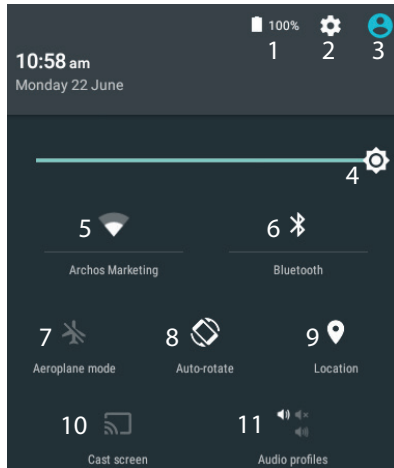 100%
1 2 3
10:58 am
Monday 22 June
4
5 6
Archos Marketing Bluetooth
7 8 9
Aeroplane mode Auto-rotate Location
10 11
Cast screen Audio profiles